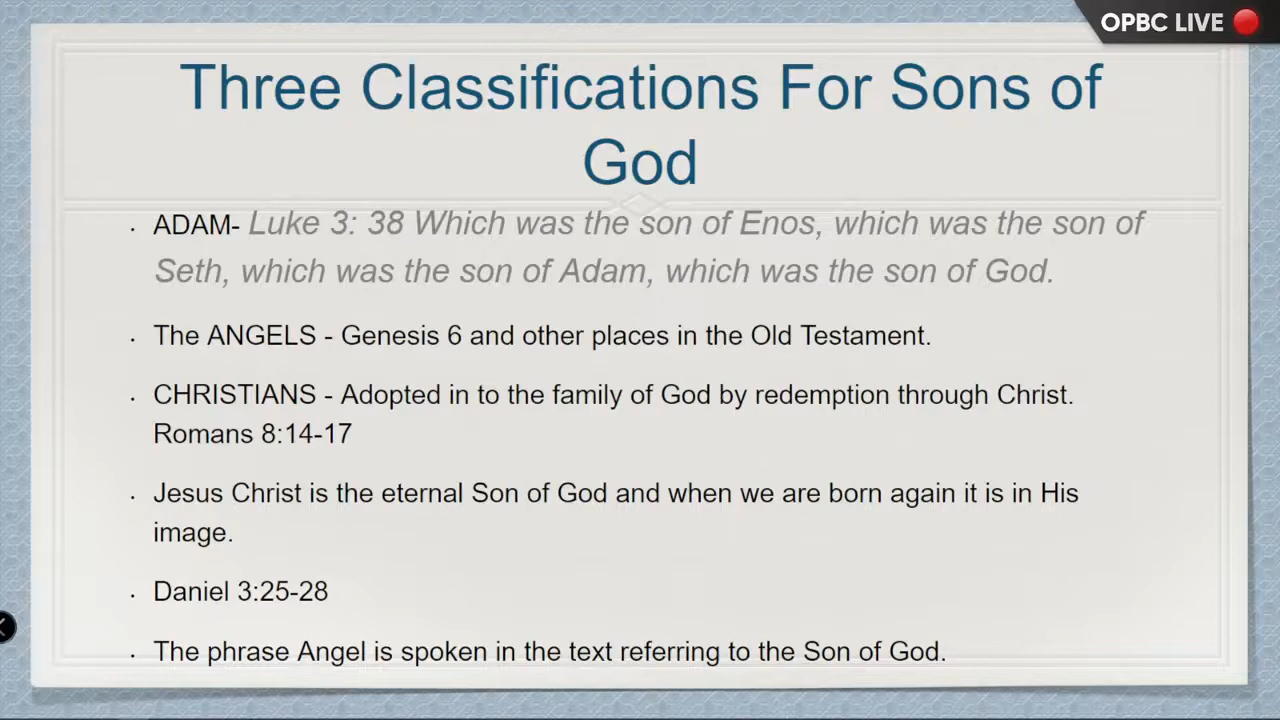 OPBC LIVE
Three Classifications For Sons of
God
· ADAM- Luke 3: 38 Which was the son of Enos, which was the son of
Seth, which was the son of Adam, which was the son of God.
· The ANGELS - Genesis 6 and other places in the Old Testament.
· CHRISTIANS - Adopted in to the family of God by redemption through Christ.
Romans 8:14-17
· Jesus Christ is the eternal Son of God and when we are born again it is in His
image.
· Daniel 3:25-28
· The phrase Angel is spoken in the text referring to the Son of God.